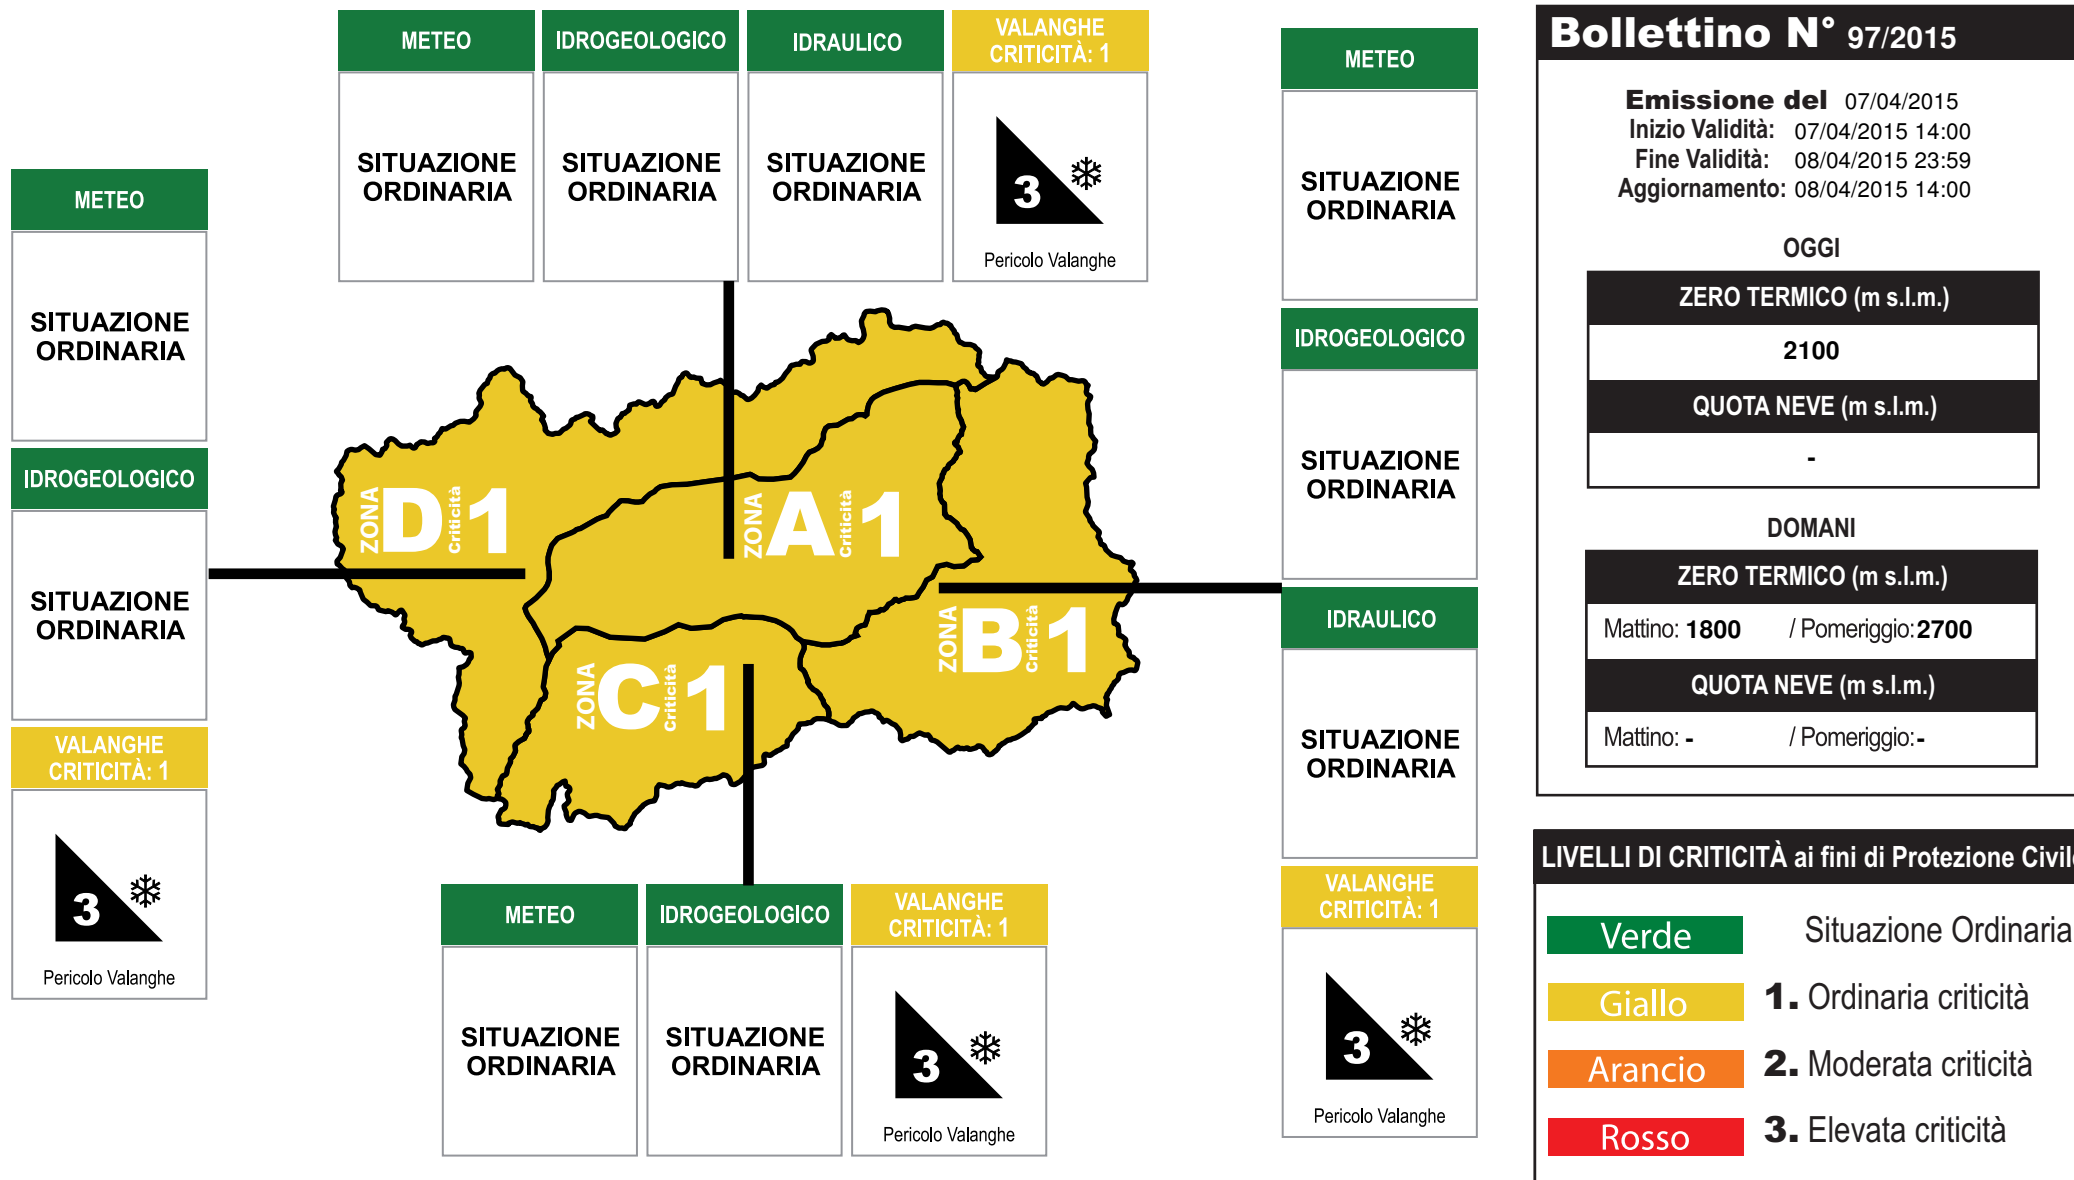 METEO
SITUAZIONE
ORDINARIA
IDROGEOLOGICO
SITUAZIONE
ORDINARIA
IDRAULICO
SITUAZIONE
ORDINARIA
VALANGHE
CRITICITÀ: 1
3
Pericolo Valanghe
METEO
SITUAZIONE
ORDINARIA
IDROGEOLOGICO
SITUAZIONE
ORDINARIA
VALANGHE
CRITICITÀ: 1
3
Pericolo Valanghe
ZONA D Criticità 1
ZONA A Criticità 1
ZONA B Criticità 1
ZONA C Criticità 1
METEO
SITUAZIONE
ORDINARIA
IDROGEOLOGICO
SITUAZIONE
ORDINARIA
VALANGHE
CRITICITÀ: 1
3
Pericolo Valanghe
METEO
SITUAZIONE
ORDINARIA
IDROGEOLOGICO
SITUAZIONE
ORDINARIA
IDRAULICO
SITUAZIONE
ORDINARIA
VALANGHE
CRITICITÀ: 1
3
Pericolo Valanghe
Bollettino N° 97/2015
Emissione del 07/04/2015
Inizio Validità: 07/04/2015 14:00
Fine Validità: 08/04/2015 23:59
Aggiornamento: 08/04/2015 14:00
OGGI
ZERO TERMICO (m s.l.m.)
2100
QUOTA NEVE (m s.l.m.)
-
DOMANI
ZERO TERMICO (m s.l.m.)
Mattino: 1800 / Pomeriggio: 2700
QUOTA NEVE (m s.l.m.)
Mattino: - / Pomeriggio: -
LIVELLI DI CRITICITÀ ai fini di Protezione Civile
Verde Situazione Ordinaria
Giallo 1. Ordinaria criticità
Arancio 2. Moderata criticità
Rosso 3. Elevata criticità